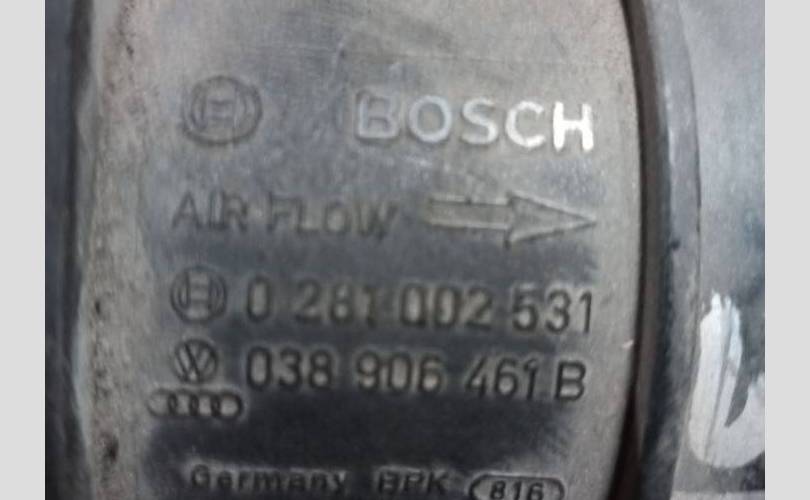 BOSCH
AIR FLOW
0 281 002 531
038 906 461 B
Germany BPK 816